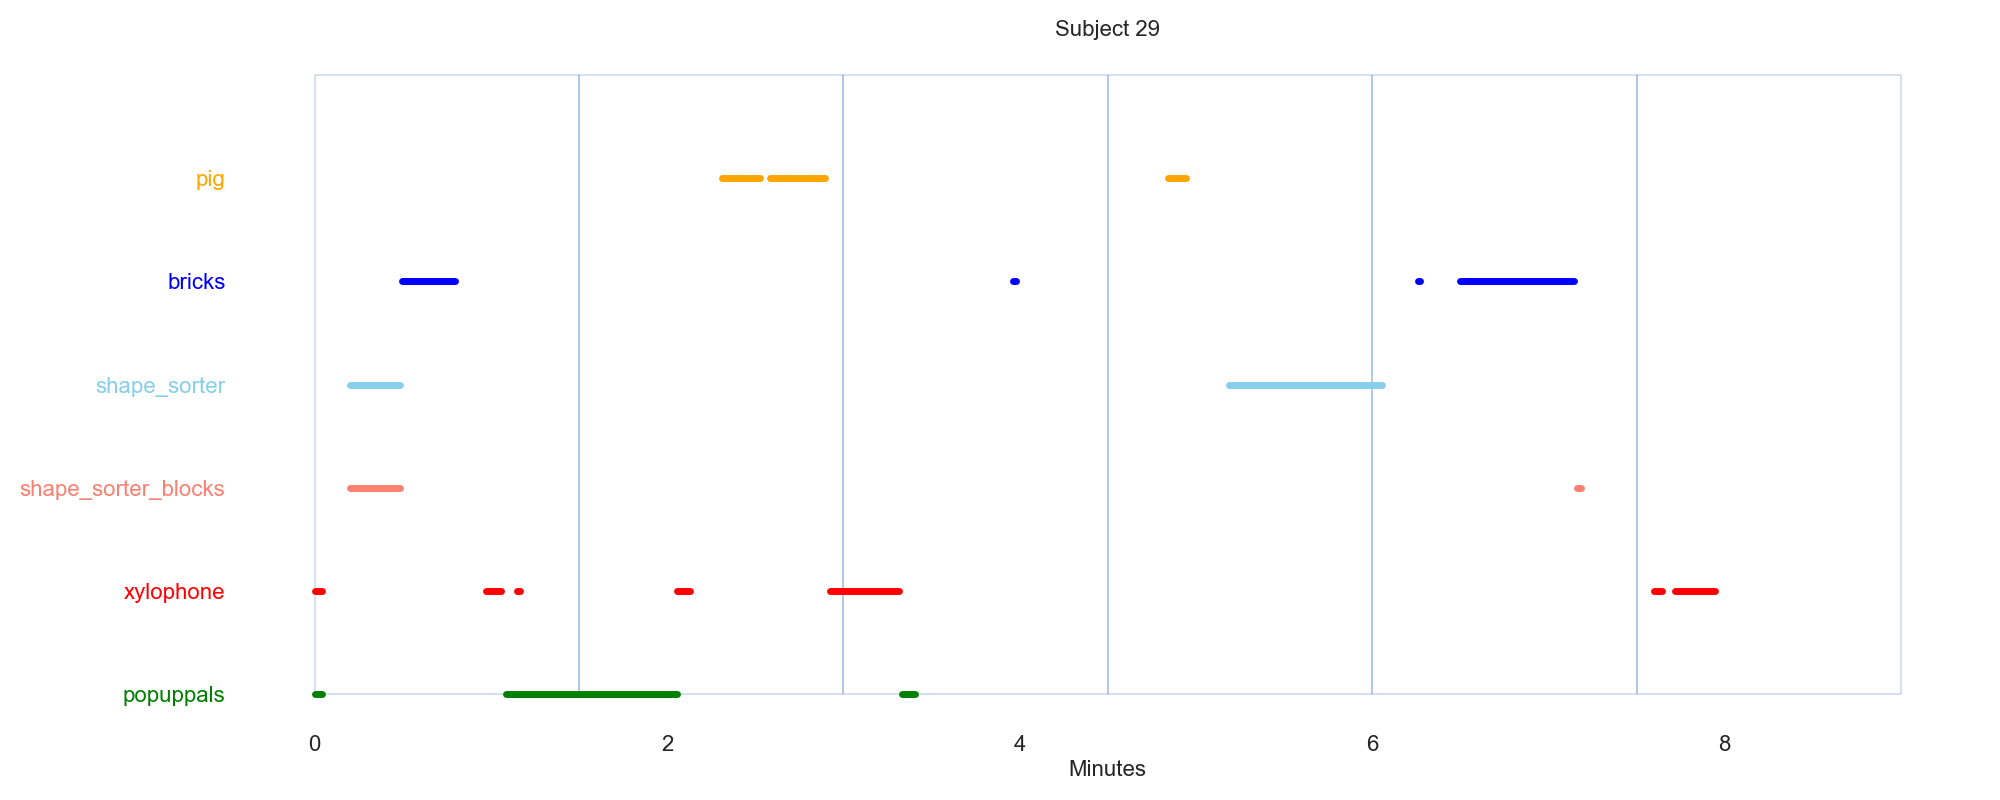 Subject 29
pig
bricks
shape_sorter
shape_sorter_blocks
xylophone
popuppals
0 2 4 6 8
Minutes